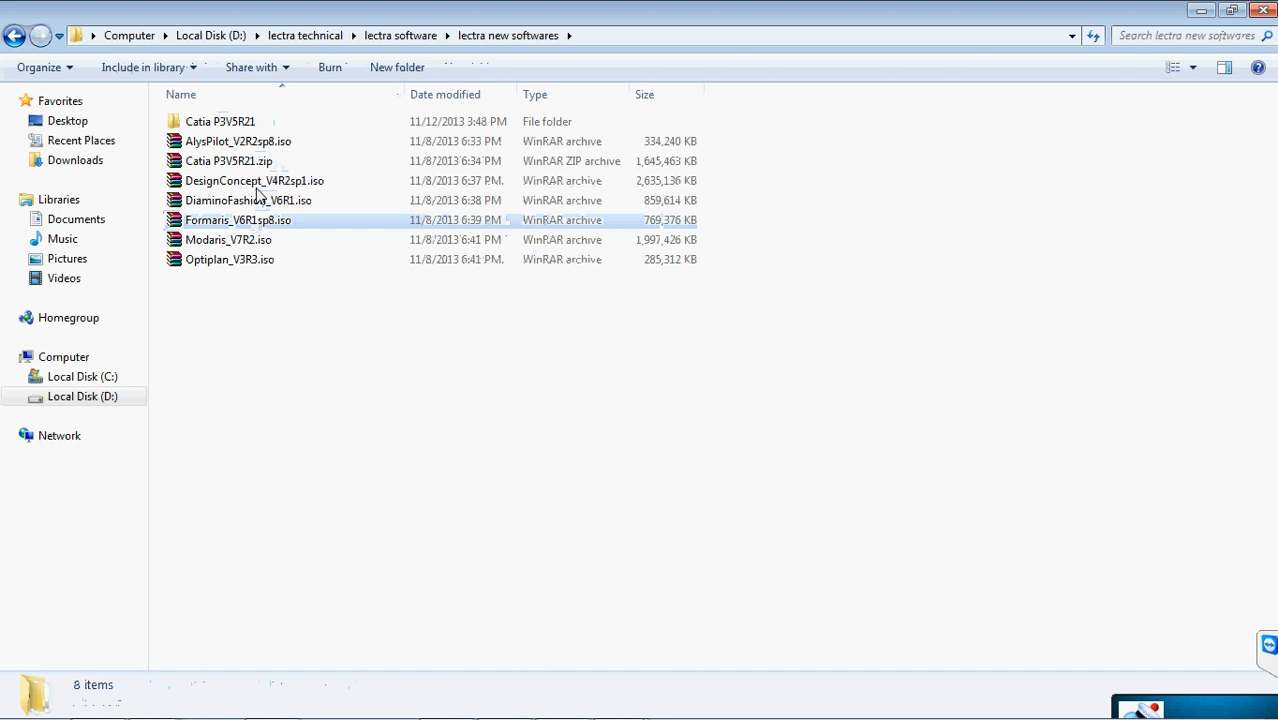 Computer Local Disk (D:) lectra technical lectra software lectra new softwares Search lectra new softwares
Organize Include in library Share with Burn New folder
Name Date modified Type Size
Favorites
Desktop
Recent Places
Downloads
Libraries
Documents
Music
Pictures
Videos
Homegroup
Computer
Local Disk (C:)
Local Disk (D:)
Network
Catia P3V5R21 11/12/2013 3:48 PM File folder
AlysPilot_V2R2sp8.iso 11/8/2013 6:33 PM WinRAR archive 334,240 KB
Catia P3V5R21.zip 11/8/2013 6:34 PM WinRAR ZIP archive 1,645,463 KB
DesignConcept_V4R2sp1.iso 11/8/2013 6:37 PM WinRAR archive 2,635,136 KB
DiaminoFashion_V6R1.iso 11/8/2013 6:38 PM WinRAR archive 859,614 KB
Formaris_V6R1sp8.iso 11/8/2013 6:39 PM WinRAR archive 769,376 KB
Modaris_V7R2.iso 11/8/2013 6:41 PM WinRAR archive 1,997,426 KB
Optiplan_V3R3.iso 11/8/2013 6:41 PM WinRAR archive 285,312 KB
8 items